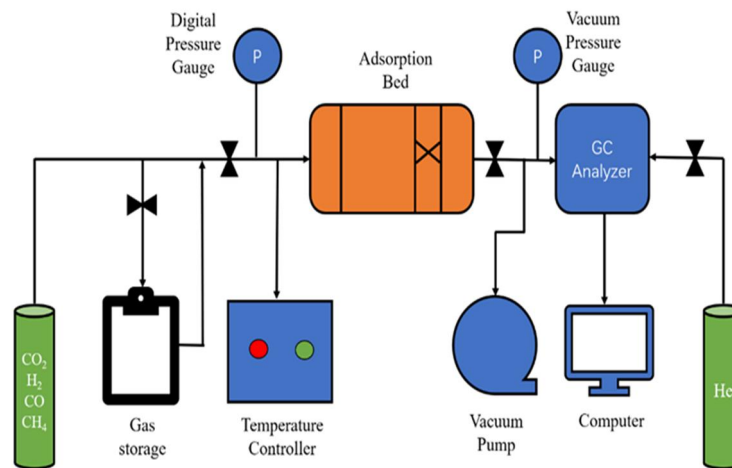 Digital
Pressure
Gauge
P
Adsorption
Bed
P
Vacuum
Pressure
Gauge
GC
Analyzer
CO₂
H₂
CO
CH₄
Gas
storage
Temperature
Controller
Vacuum
Pump
Computer
He